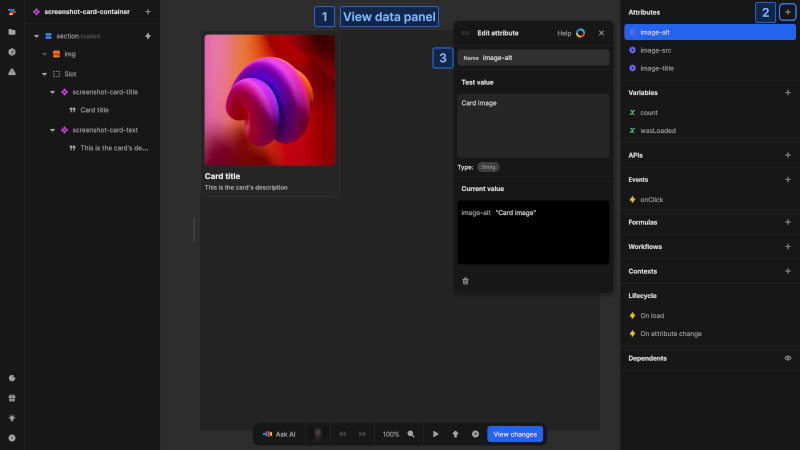 screenshot-card-container
section.loaded
img
Slot
screenshot-card-title
Card title
screenshot-card-text
This is the card's de...
1 View data panel
Card title
This is the card's description
3
Edit attribute
Help
Name image-alt
Test value
Card image
Type: String
Current value
image-alt "Card image"
Ask AI
100%
View changes
Attributes
2
image-alt
image-src
image-title
Variables
count
wasLoaded
APIs
Events
onClick
Formulas
Workflows
Contexts
Lifecycle
On load
On attribute change
Dependents